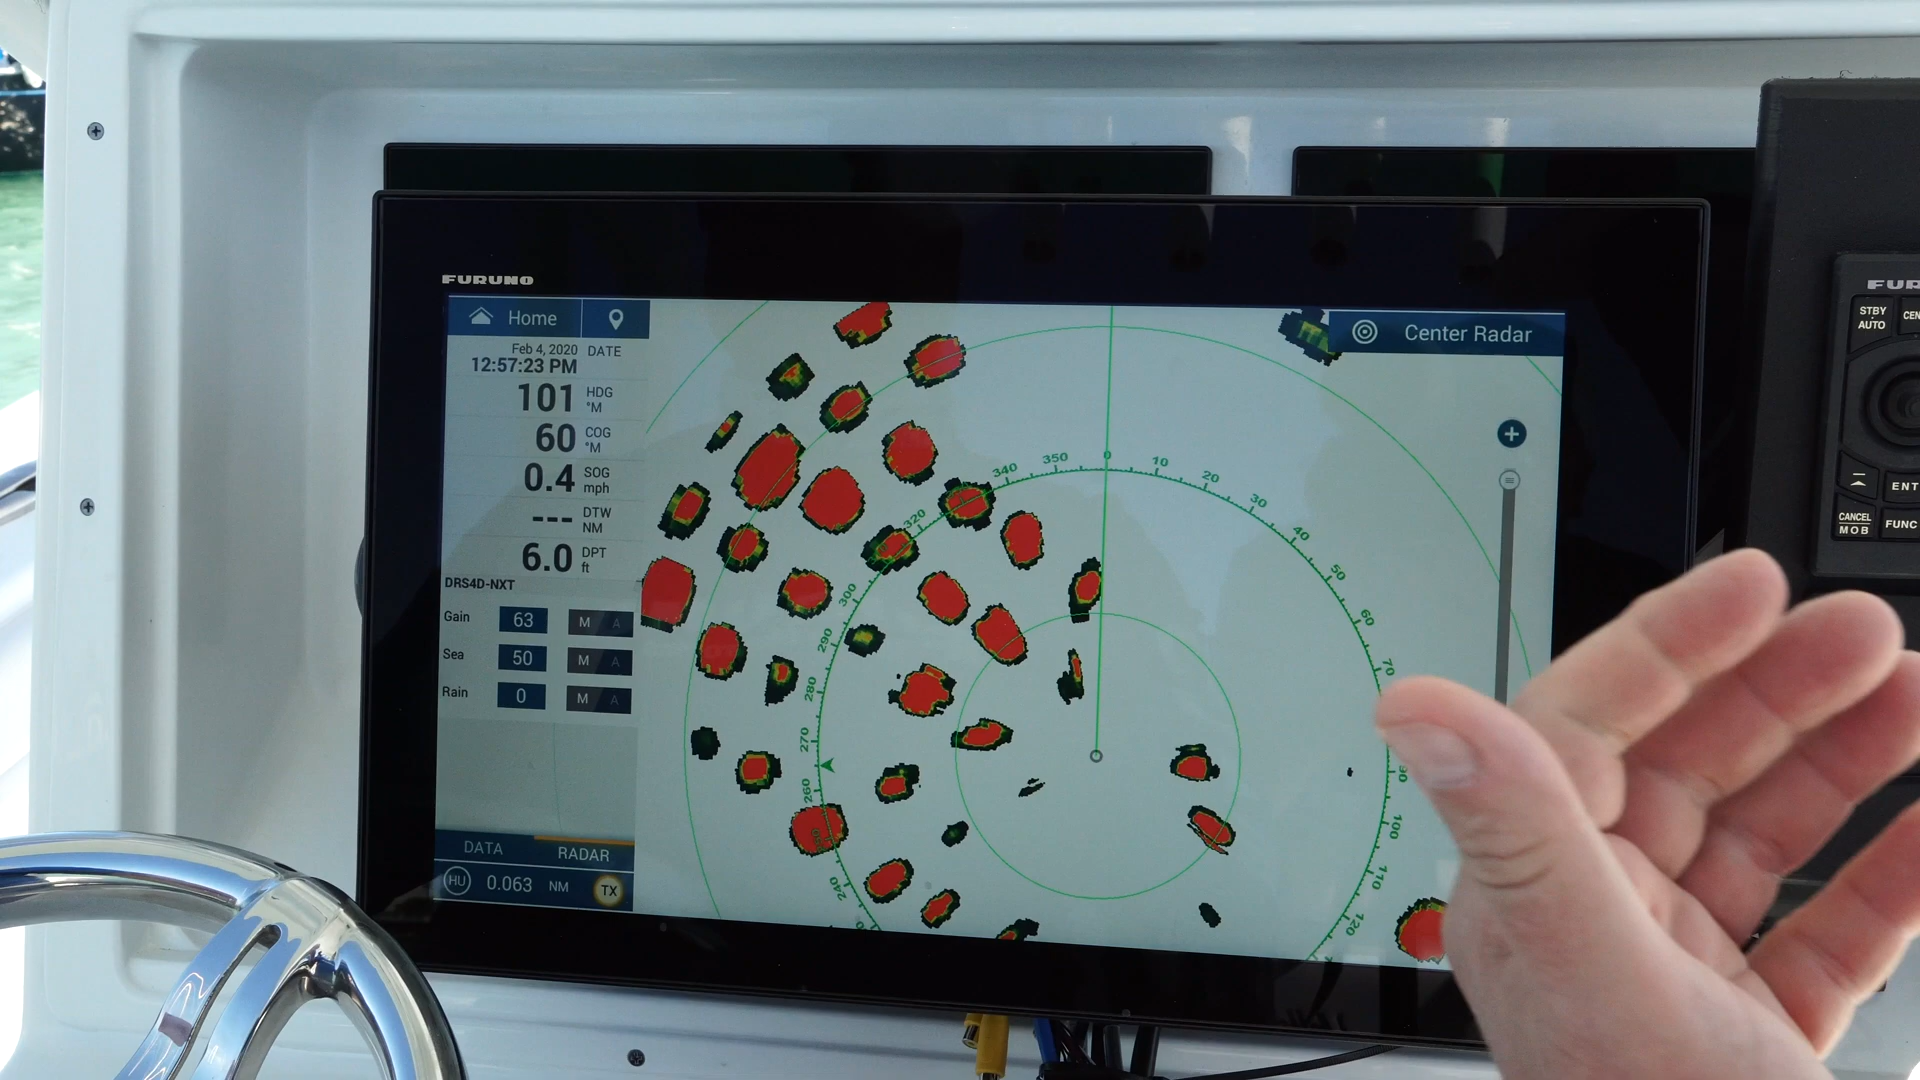 FURUNO
Home
Center Radar
Feb 4, 2020 DATE
12:57:23 PM
101 HDG
°M
60 COG
°M
0.4 SOG
mph
--- DTW
NM
6.0 DPT
ft
DRS4D-NXT
Gain 63 M A
Sea 50 M A
Rain 0 M A
DATA RADAR
HU 0.063 NM TX
340 350 0 10 20 30 40 50 60 70 90 100 110 120
320 300 290 280 270 260 240
FUR
STBY
AUTO
CEN
ENT
CANCEL
MOB
FUNC